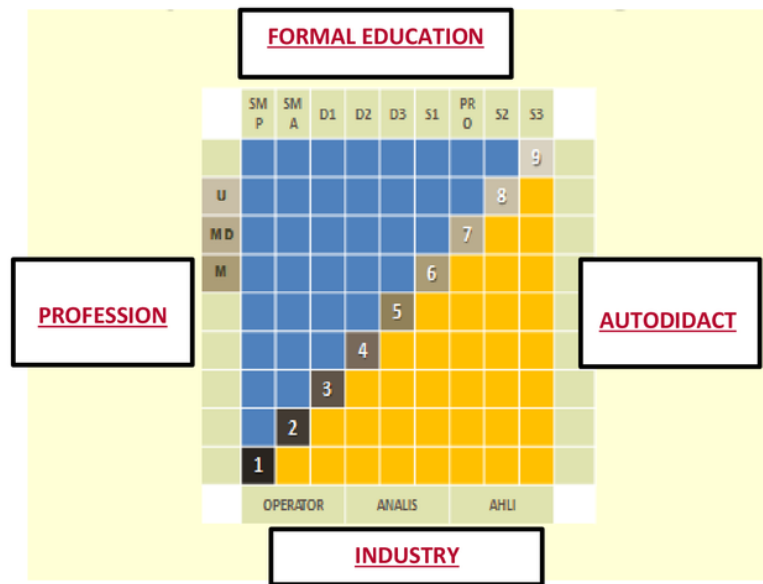 FORMAL EDUCATION
SM
P
SM
A
D1
D2
D3
S1
PR
O
S2
S3
9
U
8
MD
7
M
6
PROFESSION
AUTODIDACT
5
4
3
2
1
OPERATOR
ANALIS
AHLI
INDUSTRY